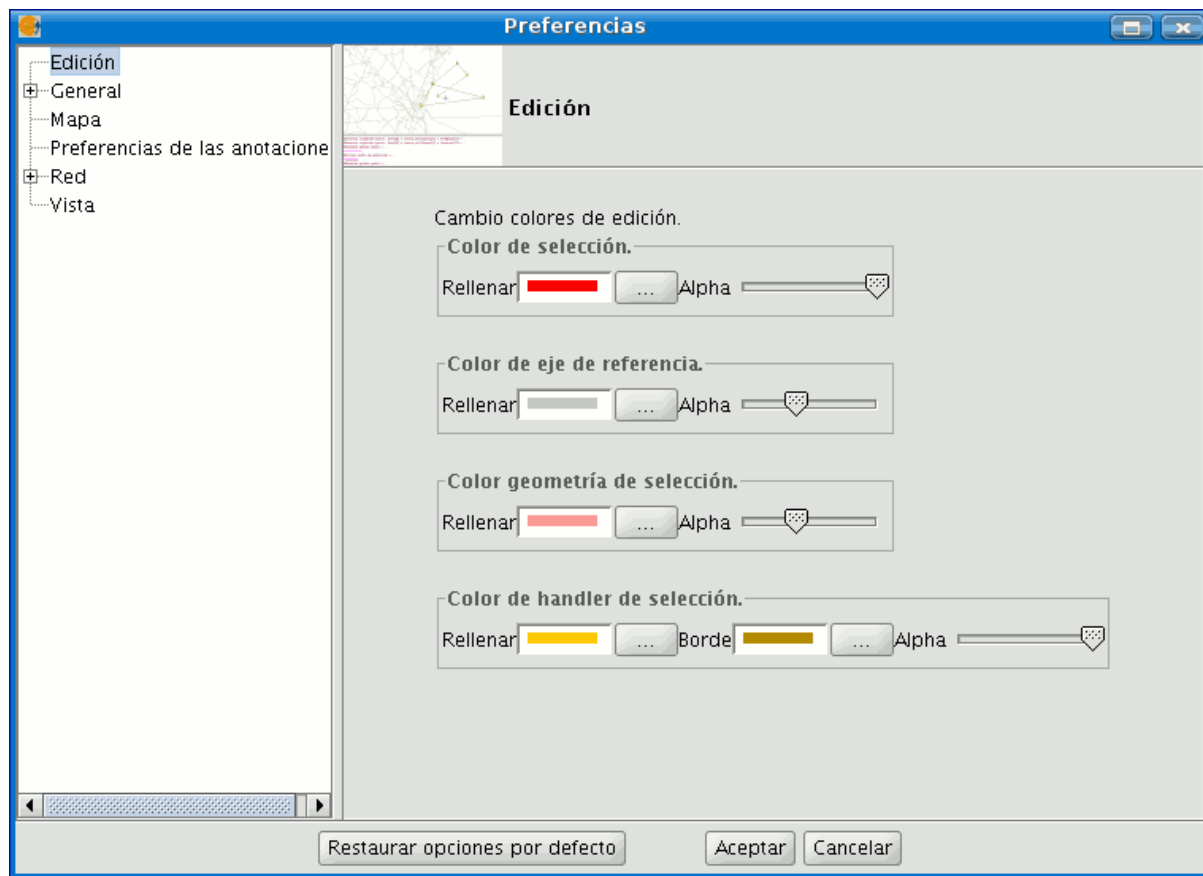 Preferencias
Edición
General
Mapa
Preferencias de las anotacione
Red
Vista
Edición
Cambio colores de edición.
Color de selección.
Rellenar ... Alpha
Color de eje de referencia.
Rellenar ... Alpha
Color geometría de selección.
Rellenar ... Alpha
Color de handler de selección.
Rellenar ... Borde ... Alpha
Restaurar opciones por defecto Aceptar Cancelar